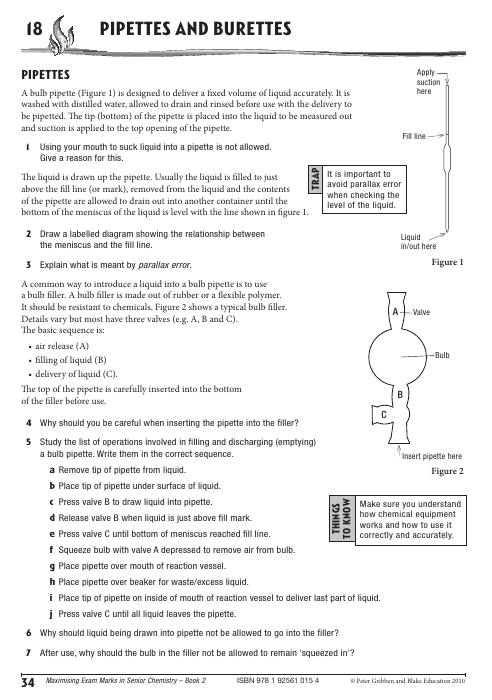 18 PIPETTES AND BURETTES
PIPETTES
A bulb pipette (Figure 1) is designed to deliver a fixed volume of liquid accurately. It is
washed with distilled water, allowed to drain and rinsed before use with the delivery to
be pipetted. The tip (bottom) of the pipette is placed into the liquid to be measured out
and suction is applied to the top opening of the pipette.
1 Using your mouth to suck liquid into a pipette is not allowed.
Give a reason for this.
The liquid is drawn up the pipette. Usually the liquid is filled to just
above the fill line (or mark), removed from the liquid and the contents
of the pipette are allowed to drain out into another container until the
bottom of the meniscus of the liquid is level with the line shown in figure 1.
TRAP
It is important to
avoid parallax error
when checking the
level of the liquid.
Apply
suction
here
Fill line
Liquid
in/out here
Figure 1
2 Draw a labelled diagram showing the relationship between
the meniscus and the fill line.
3 Explain what is meant by parallax error.
A common way to introduce a liquid into a bulb pipette is to use
a bulb filler. A bulb filler is made out of rubber or a flexible polymer.
It should be resistant to chemicals. Figure 2 shows a typical bulb filler.
Details vary but most have three valves (e.g. A, B and C).
The basic sequence is:
• air release (A)
• filling of liquid (B)
• delivery of liquid (C).
The top of the pipette is carefully inserted into the bottom
of the filler before use.
A
Valve
Bulb
B
C
Insert pipette here
Figure 2
4 Why should you be careful when inserting the pipette into the filler?
5 Study the list of operations involved in filling and discharging (emptying)
a bulb pipette. Write them in the correct sequence.
a Remove tip of pipette from liquid.
b Place tip of pipette under surface of liquid.
c Press valve B to draw liquid into pipette.
d Release valve B when liquid is just above fill mark.
e Press valve C until bottom of meniscus reached fill line.
f Squeeze bulb with valve A depressed to remove air from bulb.
g Place pipette over mouth of reaction vessel.
h Place pipette over beaker for waste/excess liquid.
i Place tip of pipette on inside of mouth of reaction vessel to deliver last part of liquid.
j Press valve C until all liquid leaves the pipette.
THINGS
TO KNOW
Make sure you understand
how chemical equipment
works and how to use it
correctly and accurately.
6 Why should liquid being drawn into pipette not be allowed to go into the filler?
7 After use, why should the bulb in the filler not be allowed to remain ‘squeezed in’?
34 Maximising Exam Marks in Senior Chemistry – Book 2 ISBN 978 1 92561 015 4 © Peter Gribben and Blake Education 2010